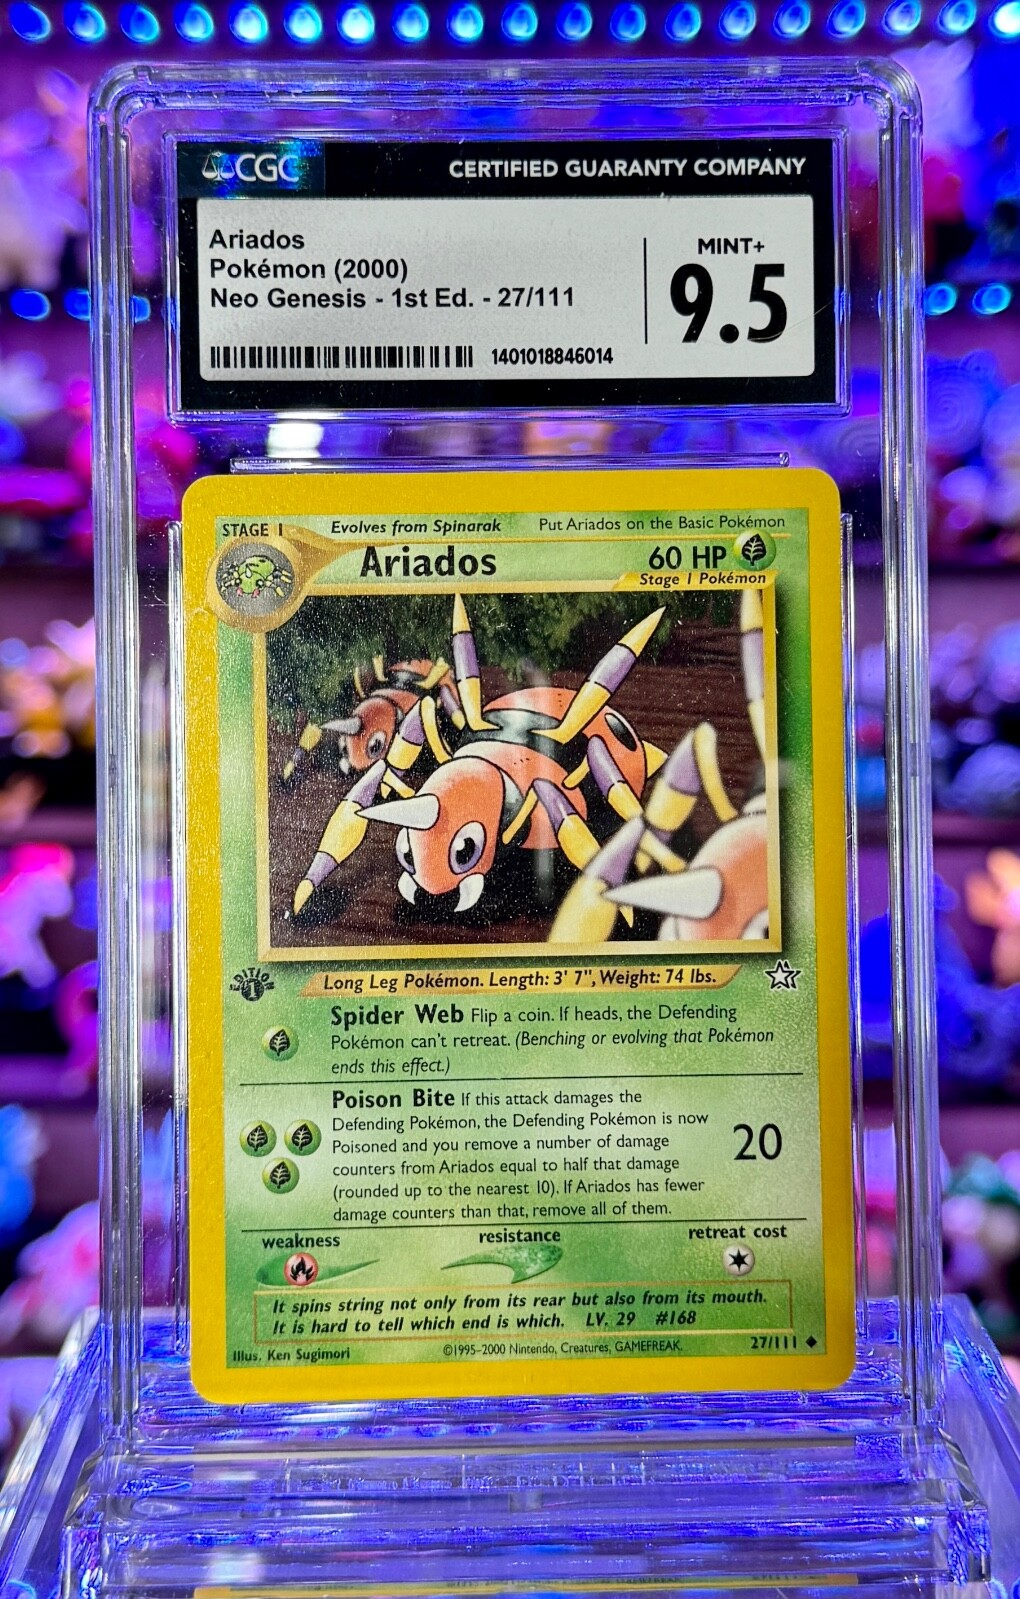 CGC
CERTIFIED GUARANTY COMPANY
Ariados
Pokémon (2000)
Neo Genesis - 1st Ed. - 27/111
MINT+
9.5
1401018846014
STAGE 1
Evolves from Spinarak
Put Ariados on the Basic Pokémon
Ariados
60 HP
Stage 1 Pokémon
EDITION
1
Long Leg Pokémon. Length: 3' 7", Weight: 74 lbs.
Spider Web Flip a coin. If heads, the Defending
Pokémon can't retreat. (Benching or evolving that Pokémon
ends this effect.)
Poison Bite If this attack damages the
Defending Pokémon, the Defending Pokémon is now
Poisoned and you remove a number of damage
counters from Ariados equal to half that damage
(rounded up to the nearest 10). If Ariados has fewer
damage counters than that, remove all of them.
20
weakness
resistance
retreat cost
It spins string not only from its rear but also from its mouth.
It is hard to tell which end is which. LV. 29 #168
Illus. Ken Sugimori
©1995-2000 Nintendo, Creatures, GAMEFREAK.
27/111